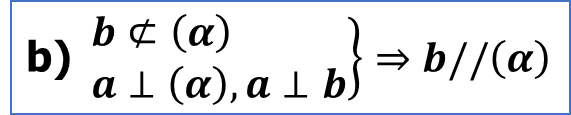 b) b ⊄ (α)
a ⊥ (α), a ⊥ b} ⇒ b//(α)